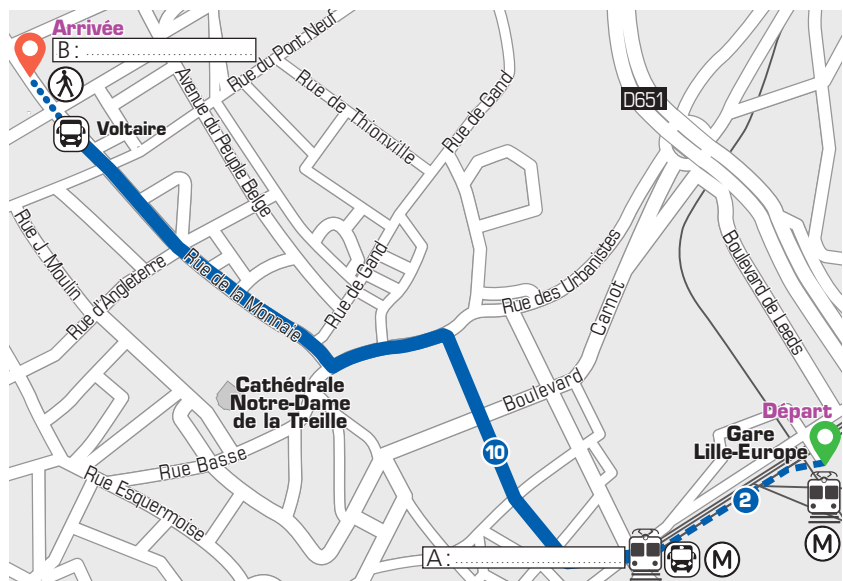 Arrivée
B : ..............................
Rue du Pont Neuf
Avenue du Peuple Belge
Rue de Thionville
Rue de Gand
D651
Voltaire
Rue J. Moulin
Rue d'Angleterre
Rue de la Monnaie
Rue de Gand
Rue des Urbanistes
Carnot
Boulevard de Leeds
Cathédrale
Notre-Dame
de la Treille
Boulevard
Départ
Gare
Lille-Europe
Rue Basse
10
Rue Esquermoise
2
A : ..............................
M
M